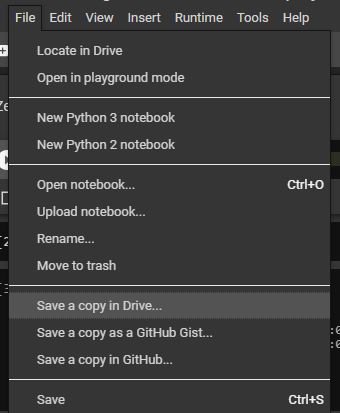 File Edit View Insert Runtime Tools Help
Locate in Drive
Open in playground mode
New Python 3 notebook
New Python 2 notebook
Open notebook... Ctrl+O
Upload notebook...
Rename...
Move to trash
Save a copy in Drive...
Save a copy as a GitHub Gist...
Save a copy in GitHub...
Save Ctrl+S